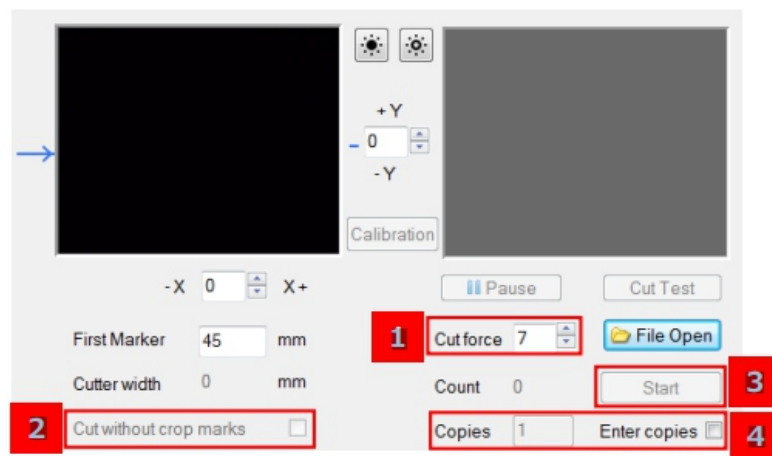 +Y
0
-Y
Calibration
-X 0 X+
Pause Cut Test
First Marker 45 mm
1 Cut force 7 File Open
Cutter width 0 mm
Count 0 Start 3
2 Cut without crop marks
Copies 1 Enter copies 4